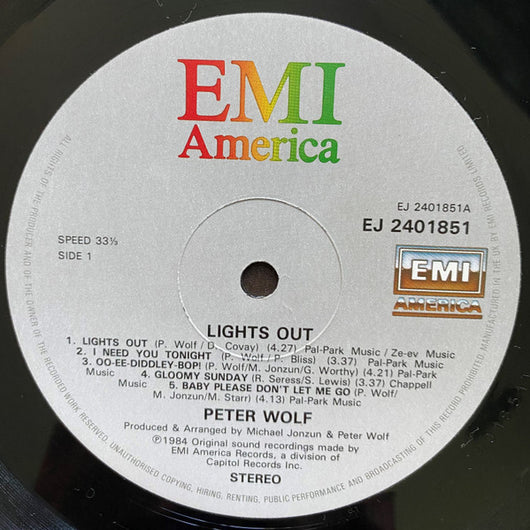 EMI
America
EJ 2401851A
EJ 2401851
SPEED 33⅓
SIDE 1
EMI
AMERICA
LIGHTS OUT
1. LIGHTS OUT (P. Wolf/D. Covay) (4.27) Pal-Park Music / Ze-ev Music
2. I NEED YOU TONIGHT (P. Wolf/P. Bliss) (3.37) Pal-Park Music
3. OO-EE-DIDDLEY-BOP! (P. Wolf/M. Jonzun/G. Worthy) (4.21) Pal-Park
Music 4. GLOOMY SUNDAY (R. Seress/S. Lewis) (3.37) Chappell
Music 5. BABY PLEASE DON'T LET ME GO (P. Wolf/
M. Jonzun/M. Starr) (4.13) Pal-Park Music
PETER WOLF
Produced & Arranged by Michael Jonzun & Peter Wolf
℗1984 Original sound recordings made by
EMI America Records, a division of
Capitol Records Inc.
STEREO
ALL RIGHTS OF THE PRODUCER AND OF THE OWNER OF THE RECORDED WORK RESERVED. UNAUTHORISED COPYING, HIRING, RENTING, PUBLIC PERFORMANCE AND BROADCASTING OF THIS RECORD PROHIBITED. MANUFACTURED IN THE UK BY EMI RECORDS LIMITED